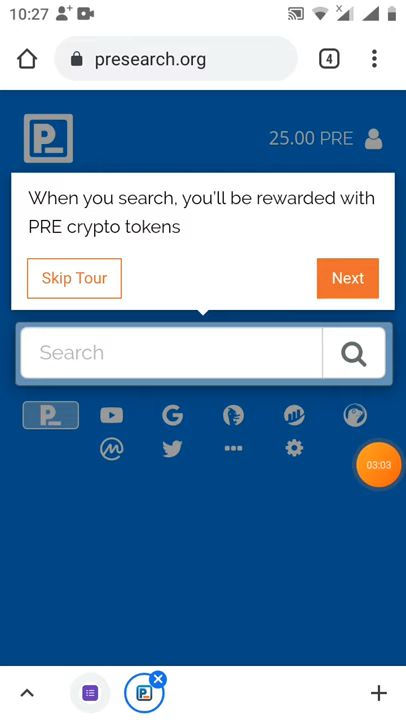 10:27
presearch.org
4
25.00 PRE
When you search, you'll be rewarded with
PRE crypto tokens
Skip Tour
Next
Search
03:03